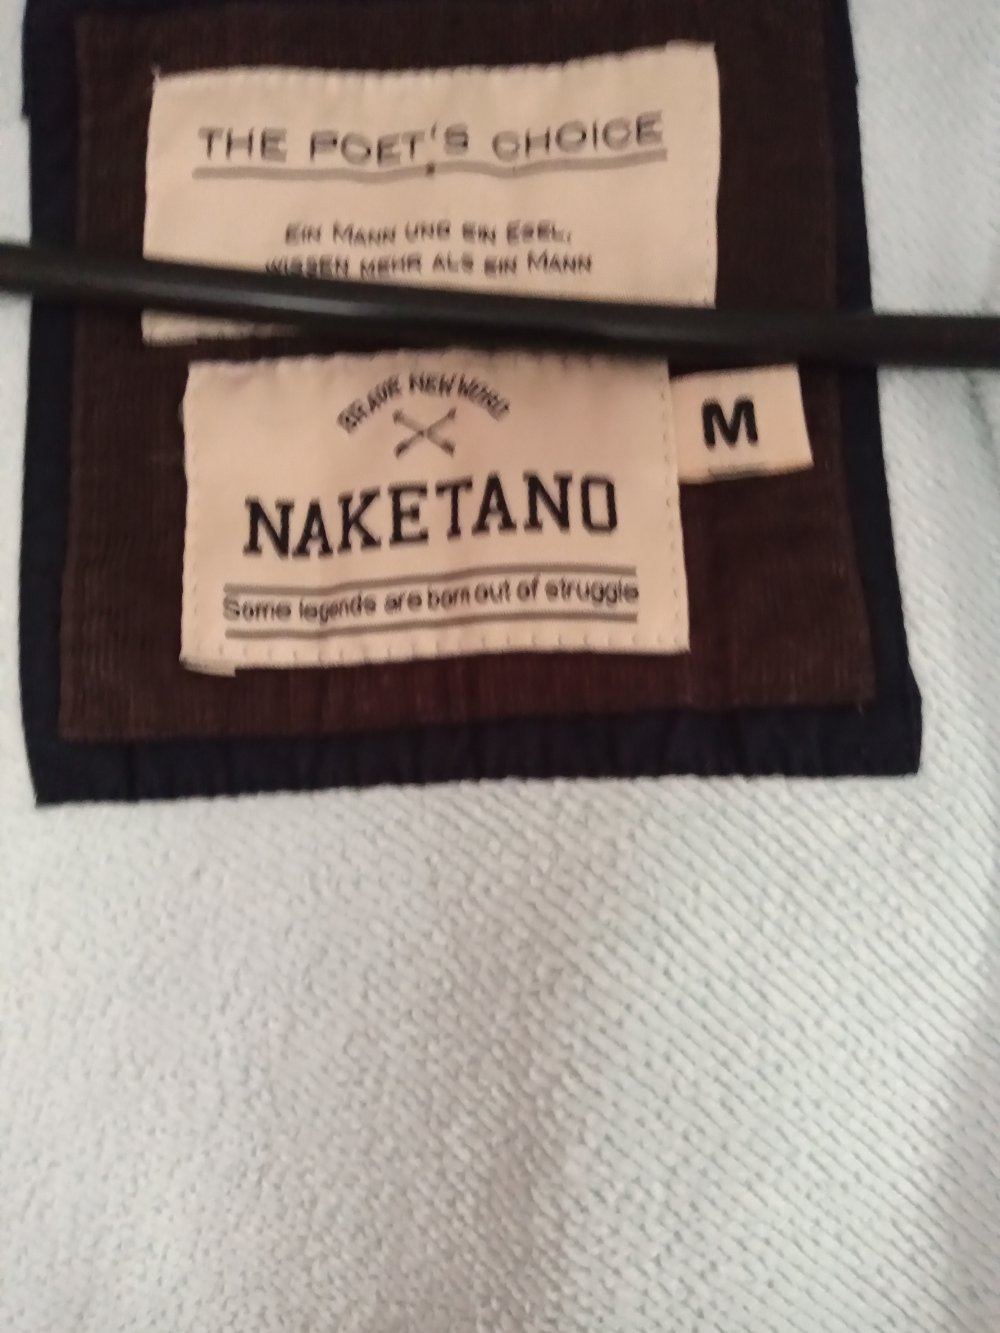 THE POET'S CHOICE
EIN MANN UND EIN ESEL,
WISSEN MEHR ALS EIN MANN
BRAVE NEW WORD
M
NAKETANO
Some legends are born out of struggle